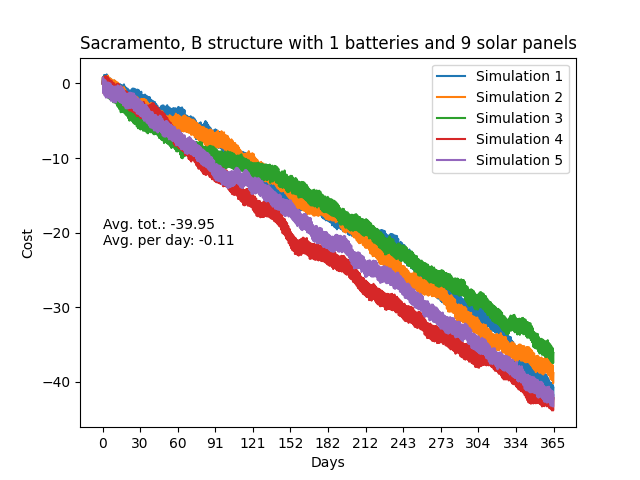 Sacramento, B structure with 1 batteries and 9 solar panels
Simulation 1
Simulation 2
Simulation 3
Simulation 4
Simulation 5
0
−10
−20
−30
−40
Cost
Avg. tot.: -39.95
Avg. per day: -0.11
0 30 60 91 121 152 182 212 243 273 304 334 365
Days